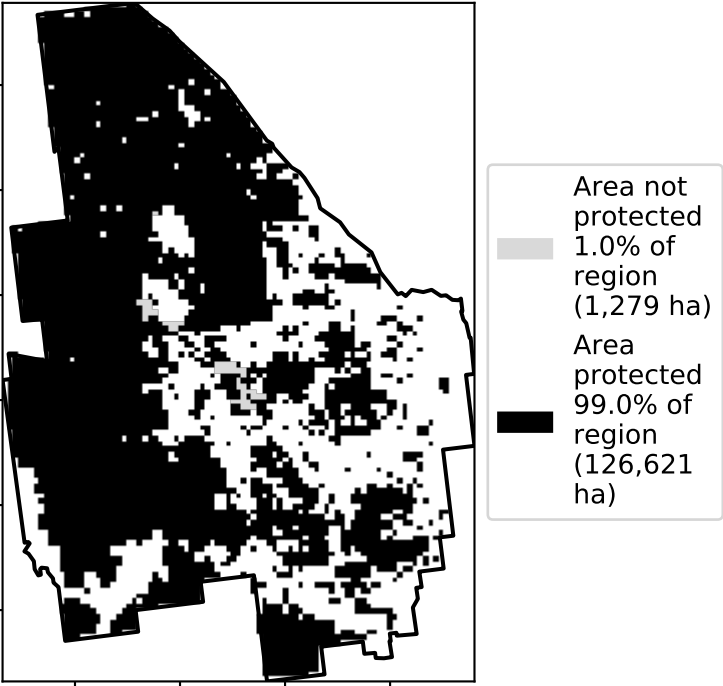 Area not
protected
1.0% of
region
(1,279 ha)
Area
protected
99.0% of
region
(126,621
ha)